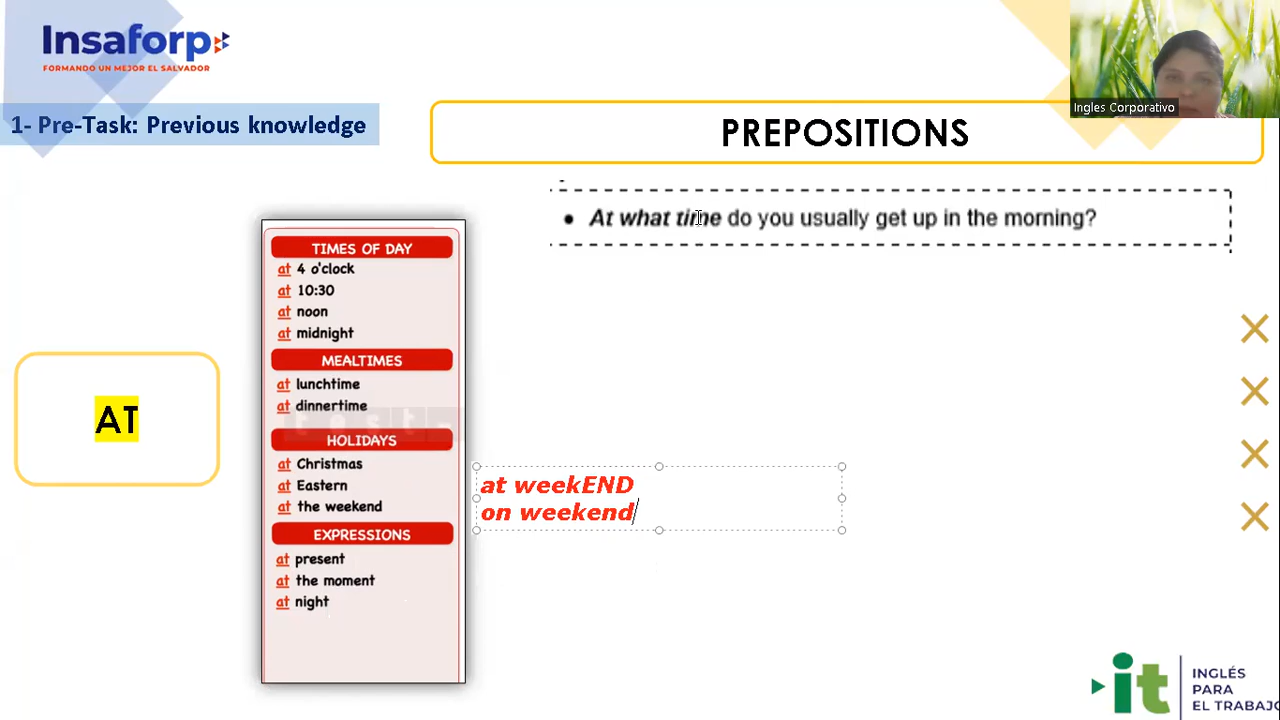 Insaforp
FORMANDO UN MEJOR EL SALVADOR
Ingles Corporativo
1- Pre-Task: Previous knowledge
PREPOSITIONS
• At what time do you usually get up in the morning?
AT
TIMES OF DAY
at 4 o'clock
at 10:30
at noon
at midnight
MEALTIMES
at lunchtime
at dinnertime
HOLIDAYS
at Christmas
at Eastern
at the weekend
EXPRESSIONS
at present
at the moment
at night
at weekEND
on weekend
it
INGLÉS
PARA
EL TRABAJO